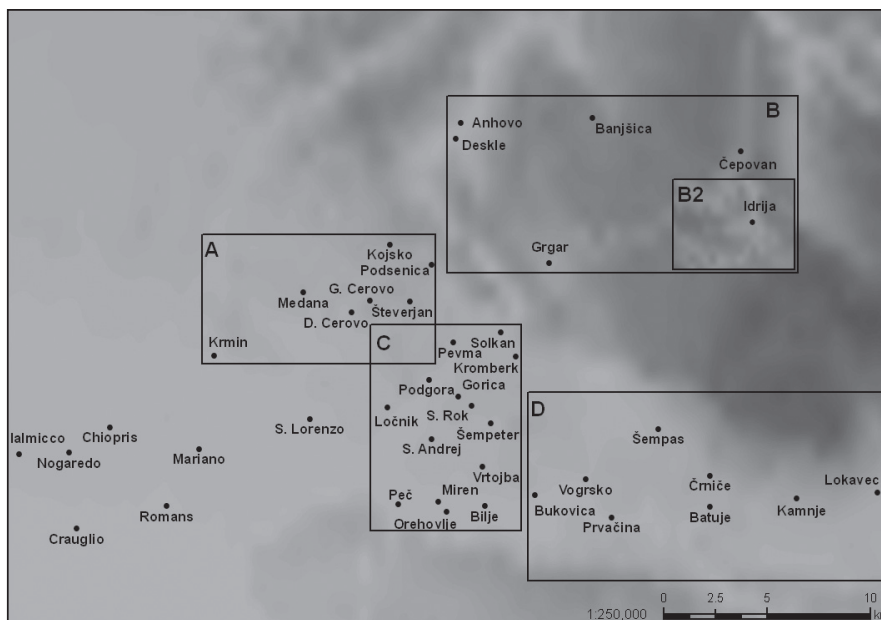 B
Anhovo
Banjšica
Deskle
Čepovan
B2
Idrija
Grgar
A
Kojsko
Podsenica
G. Cerovo
Medana
Števerjan
D. Cerovo
Krmin
C
Solkan
Pevma
Kromberk
Podgora
Gorica
Ločnik
S. Rok
Šempeter
S. Andrej
Vrtojba
Peč
Miren
Orehovlje
Bilje
D
Šempas
Črniče
Lokavec
Vogrsko
Bukovica
Kamnje
Prvačina
Batuje
S. Lorenzo
Chiopris
Ialmicco
Nogaredo
Mariano
Romans
Crauglio
0 2.5 5 10
1:250,000